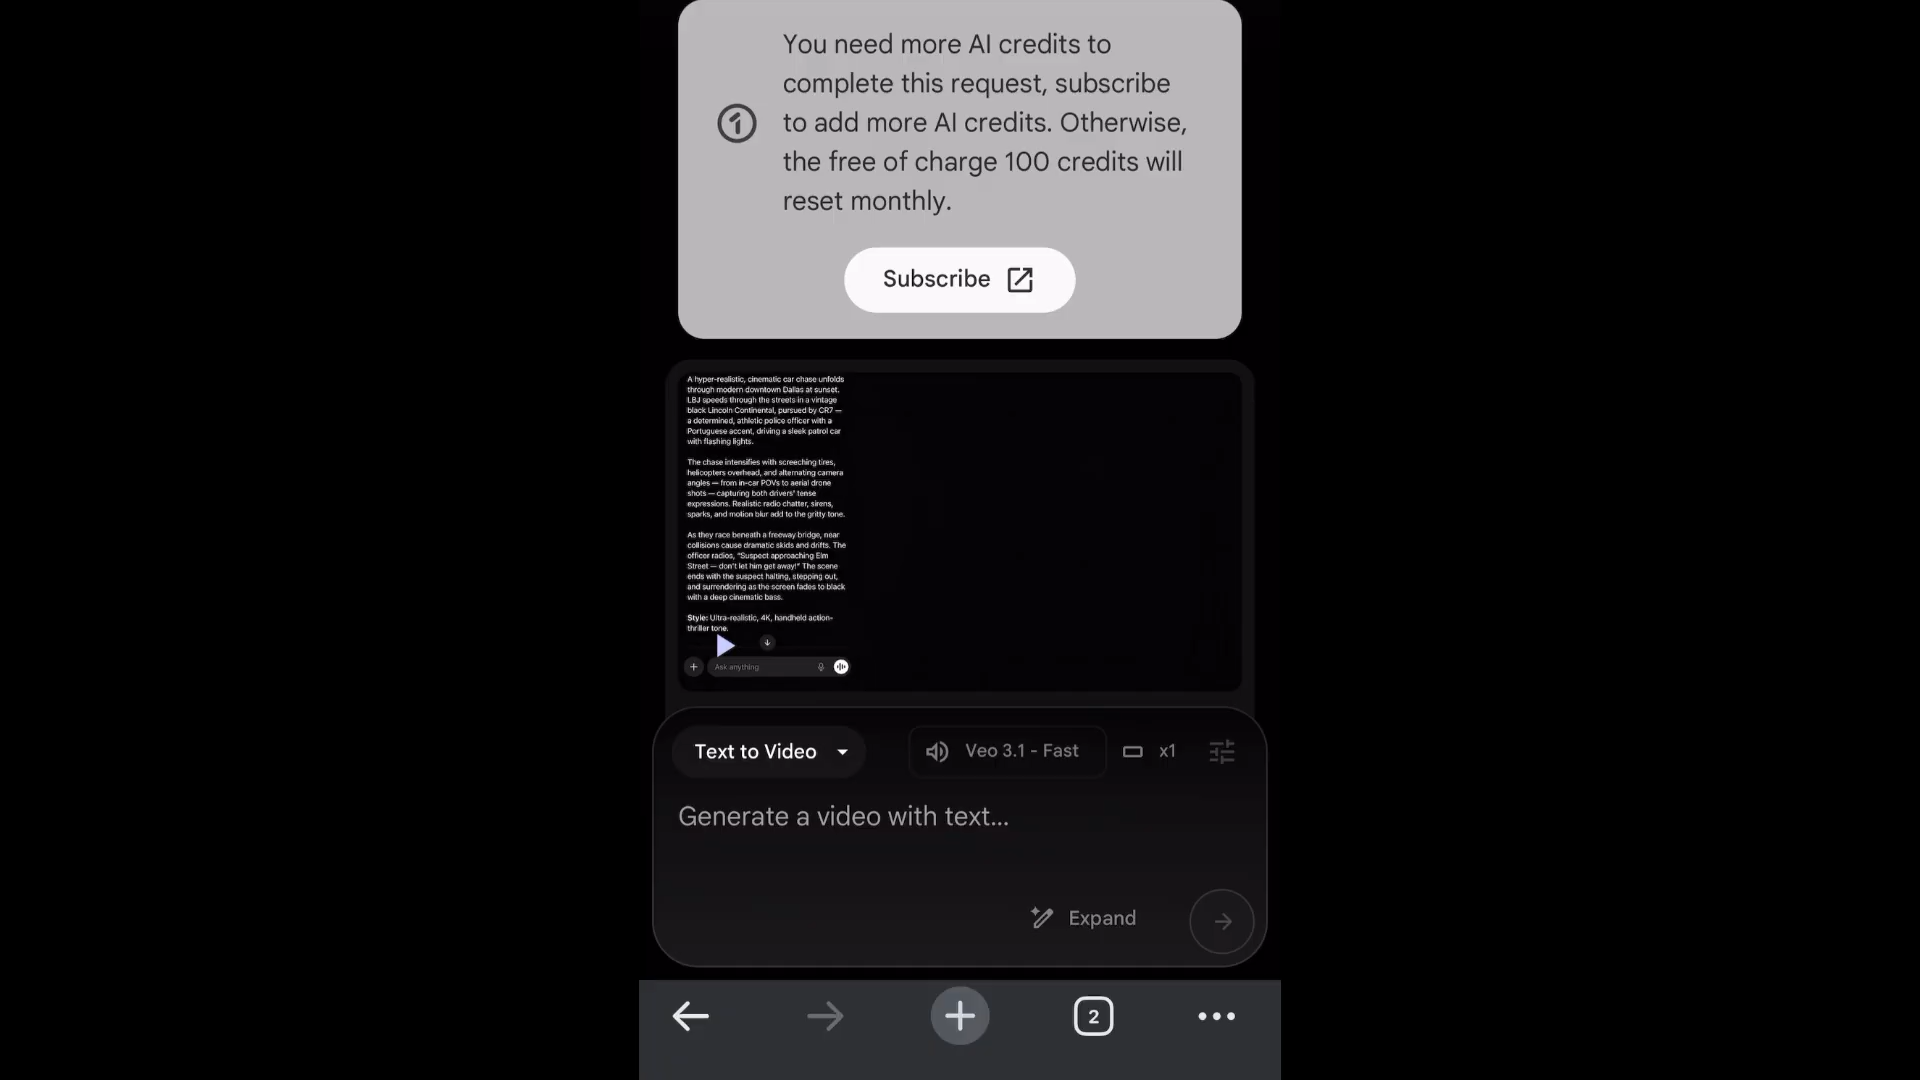 You need more AI credits to
complete this request, subscribe
to add more AI credits. Otherwise,
the free of charge 100 credits will
reset monthly.
Subscribe
A hyper-realistic, cinematic car chase unfolds
through modern downtown Dallas at sunset.
LBJ speeds through the streets in a vintage
black Lincoln Continental, pursued by CR7 —
a determined, athletic police officer with a
Portuguese accent, driving a sleek patrol car
with flashing lights.
The chase intensifies with screeching tires,
helicopters overhead, and alternating camera
angles — from in-car POVs to aerial drone
shots — capturing both drivers' tense
expressions. Realistic radio chatter, sirens,
sparks, and motion blur add to the gritty tone.
As they race beneath a freeway bridge, near
collisions cause dramatic skids and drifts. The
officer radios, "Suspect approaching Elm
Street — don't let him get away!" The scene
ends with the suspect halting, stepping out,
and surrendering as the screen fades to black
with a deep cinematic bass.
Style: Ultra-realistic, 4K, handheld action-
thriller tone.
Ask anything
Text to Video
Veo 3.1 - Fast
x1
Generate a video with text...
Expand
2